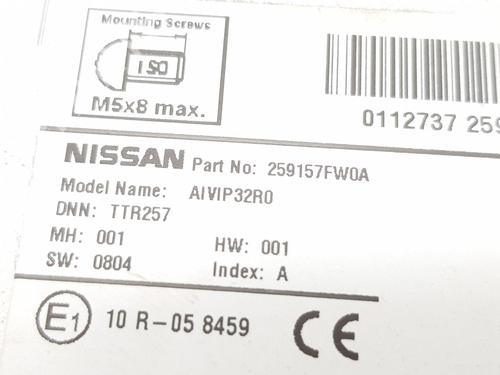 Mounting Screws
ISO
M5x8 max.
0112737 259
NISSAN Part No: 259157FW0A
Model Name: AIVIP32R0
DNN: TTR257
MH: 001 HW: 001
SW: 0804 Index: A
E1 10 R-05 8459 CE